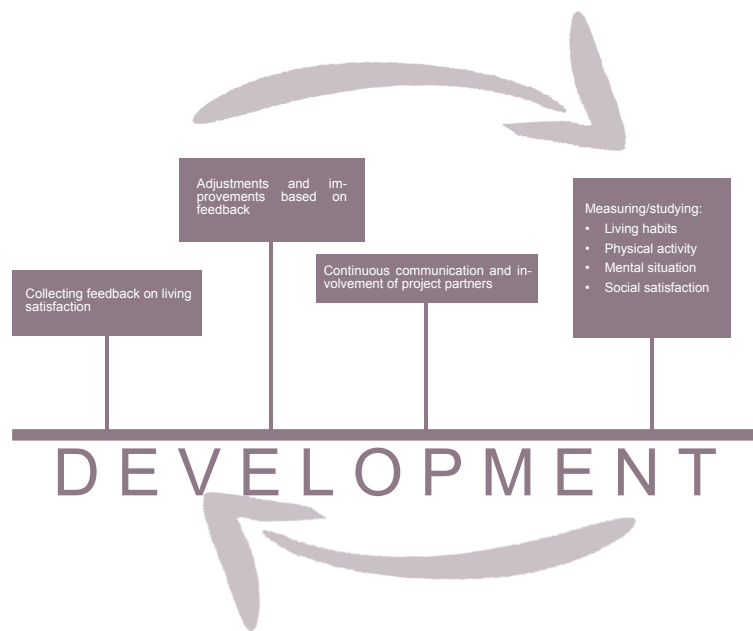 Adjustments and im-
provements based on
feedback
Measuring/studying:
• Living habits
• Physical activity
• Mental situation
• Social satisfaction
Continuous communication and in-
volvement of project partners
Collecting feedback on living
satisfaction
DEVELOPMENT